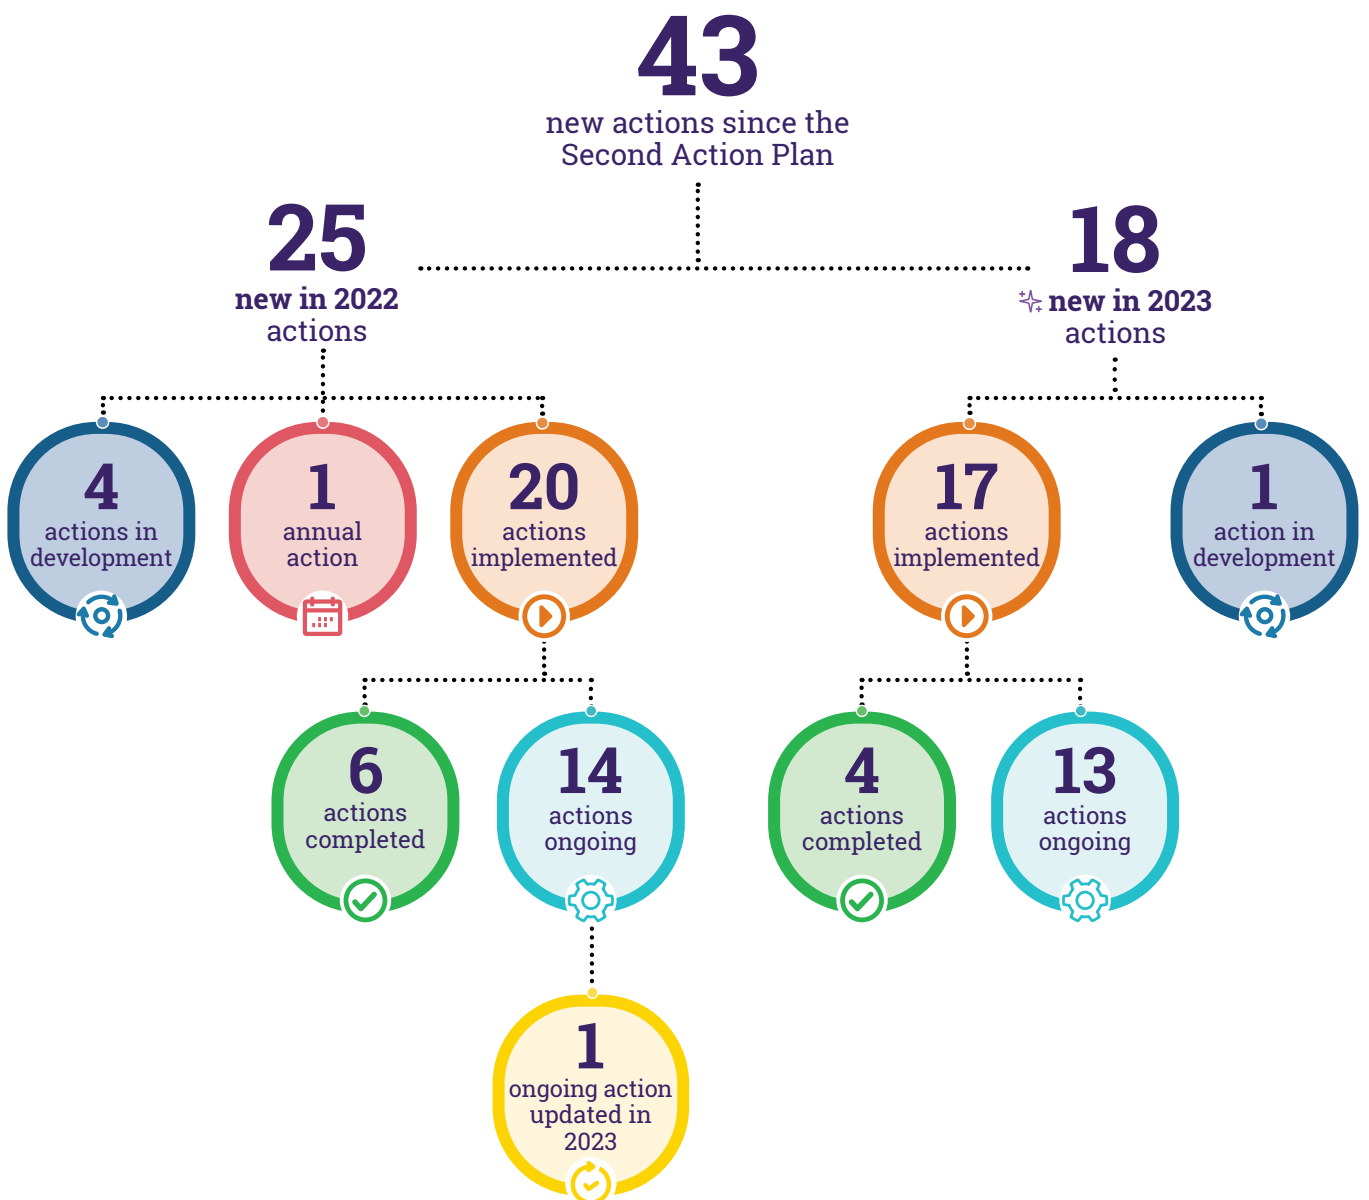 43
new actions since the
Second Action Plan
25
new in 2022
actions
18
new in 2023
actions
4
actions in
development
1
annual
action
20
actions
implemented
17
actions
implemented
1
action in
development
6
actions
completed
14
actions
ongoing
4
actions
completed
13
actions
ongoing
1
ongoing action
updated in
2023